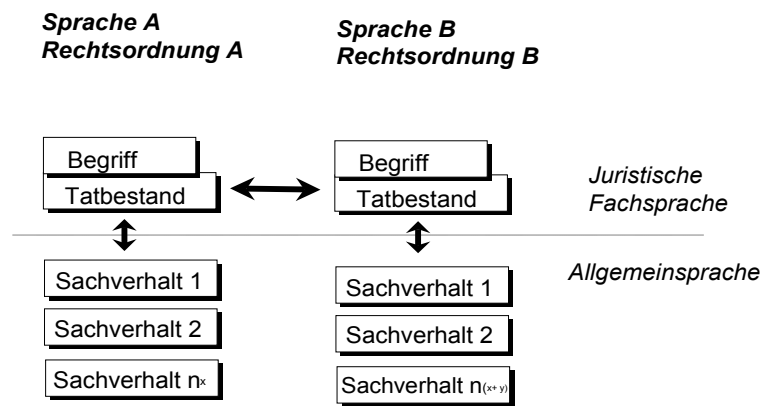 Sprache A
Rechtsordnung A
Sprache B
Rechtsordnung B
Begriff
Tatbestand
Begriff
Tatbestand
Juristische
Fachsprache
Allgemeinsprache
Sachverhalt 1
Sachverhalt 2
Sachverhalt nx
Sachverhalt 1
Sachverhalt 2
Sachverhalt n(x+y)